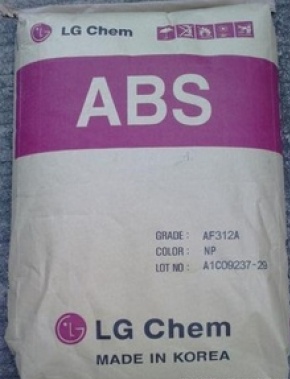 LG Chem
ABS
GRADE: AF312A
COLOR: NP
LOT NO: A1C09237-29
LG Chem
MADE IN KOREA